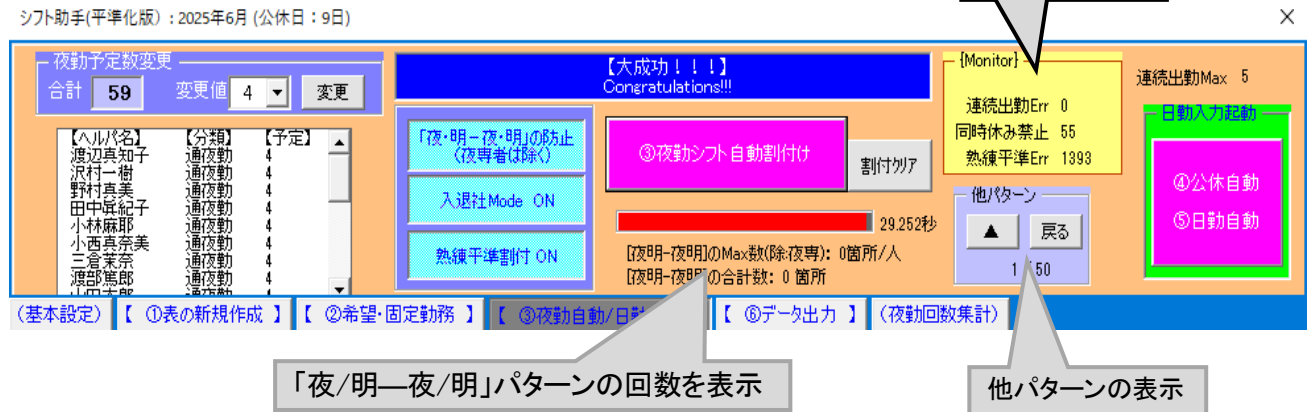 シフト助手(平準化版) : 2025年6月 (公休日：9日)
夜勤予定数変更
合計 59 変更値 4 変更
【ヘルパ名】 【分類】 【予定】
渡辺真知子 通夜勤 4
沢村一樹 通夜勤 4
野村真美 通夜勤 4
田中眞紀子 通夜勤 4
小林麻耶 通夜勤 4
小西真奈美 通夜勤 4
三倉茉奈 通夜勤 4
渡部篤郎 通夜勤 4
【大成功！！！】
Congratulations!!!
「夜・明－夜・明」の防止
(夜専者は除く)
入退社Mode ON
熟練平準割付 ON
③夜勤シフト自動割付け
割付クリア
29.252秒
[夜明-夜明]のMax数(除:夜専): 0箇所/人
[夜明-夜明]の合計数: 0 箇所
{Monitor}
連続出勤Err 0
同時休み禁止 55
熟練平準Err 1393
他パターン
▲ 戻る
1 50
連続出勤Max 5
日勤入力起動
④公休自動
⑤日勤自動
(基本設定) 【 ①表の新規作成 】 【 ②希望・固定勤務 】 【 ③夜勤自動/日 【 ⑥データ出力 】 (夜勤回数集計)
「夜/明―夜/明」パターンの回数を表示
他パターンの表示